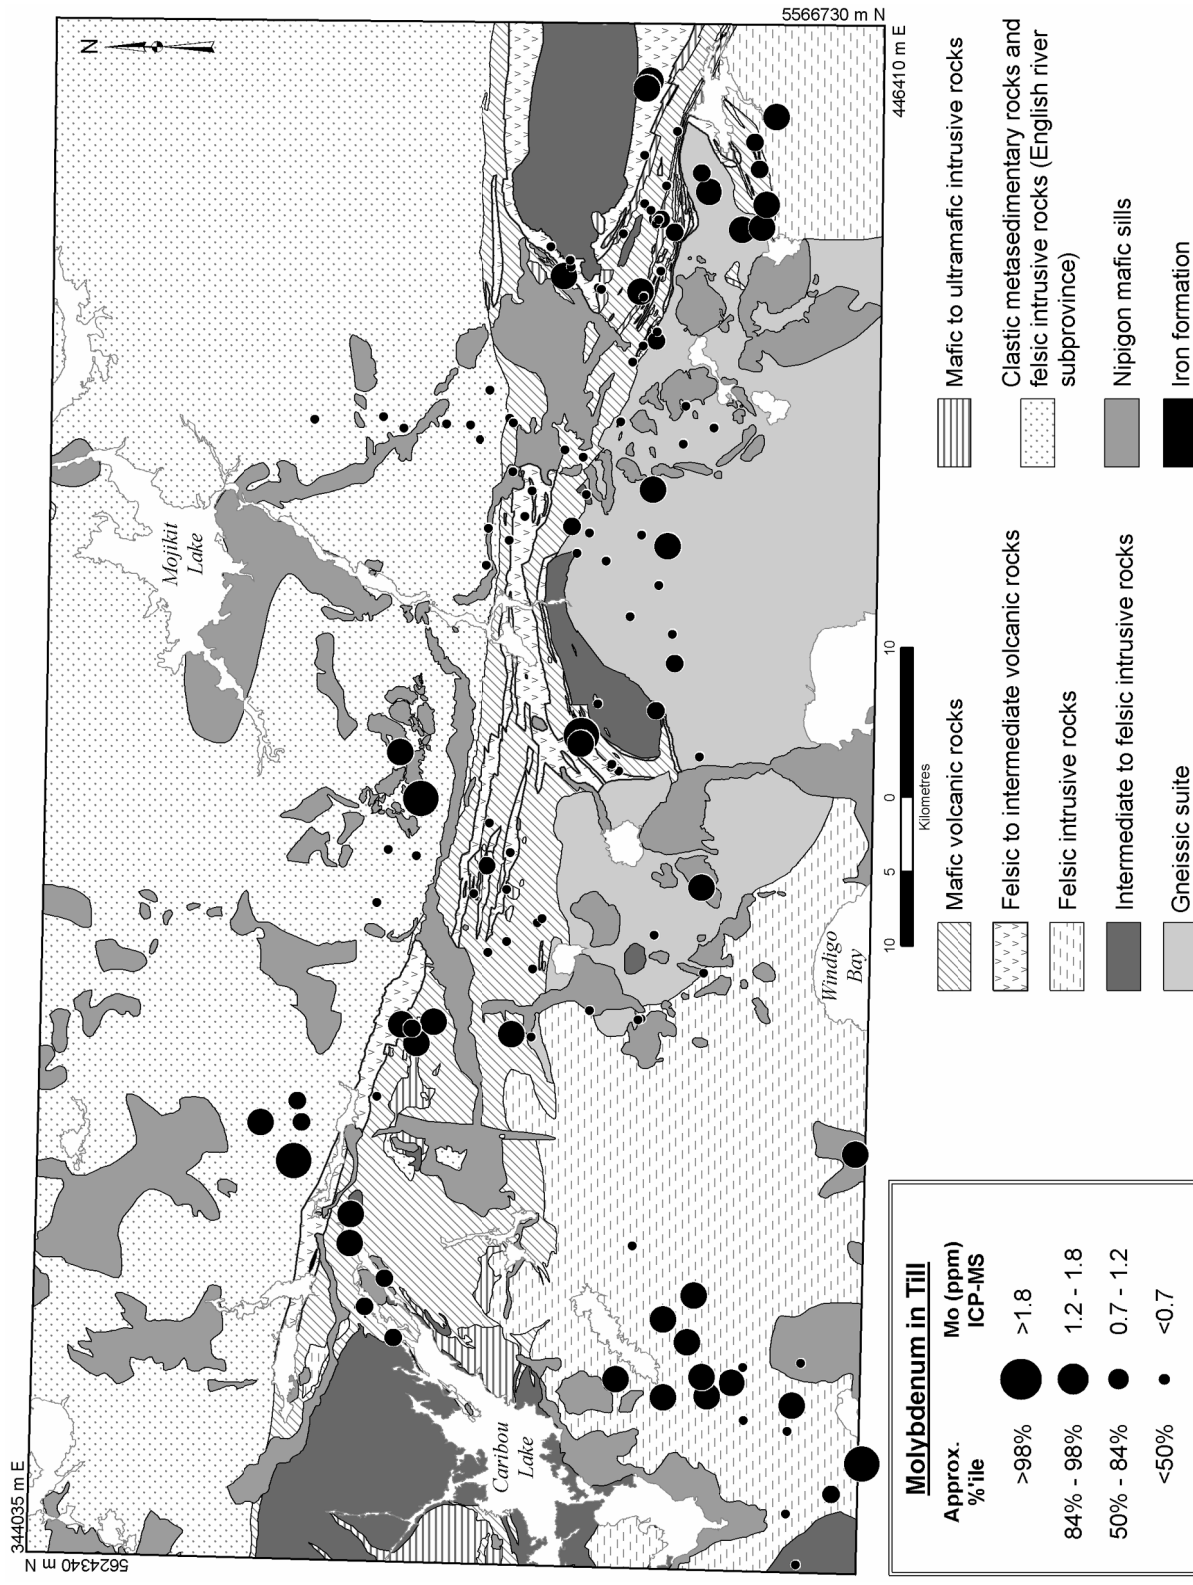 344035 m E
5624340 m N
N
Mojikit
Lake
Caribou
Lake
Windigo
Bay
5566730 m N
446410 m E
10
5
0
10
Kilometres
Molybdenum in Till
Approx.
%'ile
Mo (ppm)
ICP-MS
>98%
>1.8
84% - 98%
1.2 - 1.8
50% - 84%
0.7 - 1.2
<50%
<0.7
Mafic volcanic rocks
Felsic to intermediate volcanic rocks
Felsic intrusive rocks
Intermediate to felsic intrusive rocks
Gneissic suite
Mafic to ultramafic intrusive rocks
Clastic metasedimentary rocks and
felsic intrusive rocks (English river
subprovince)
Nipigon mafic sills
Iron formation